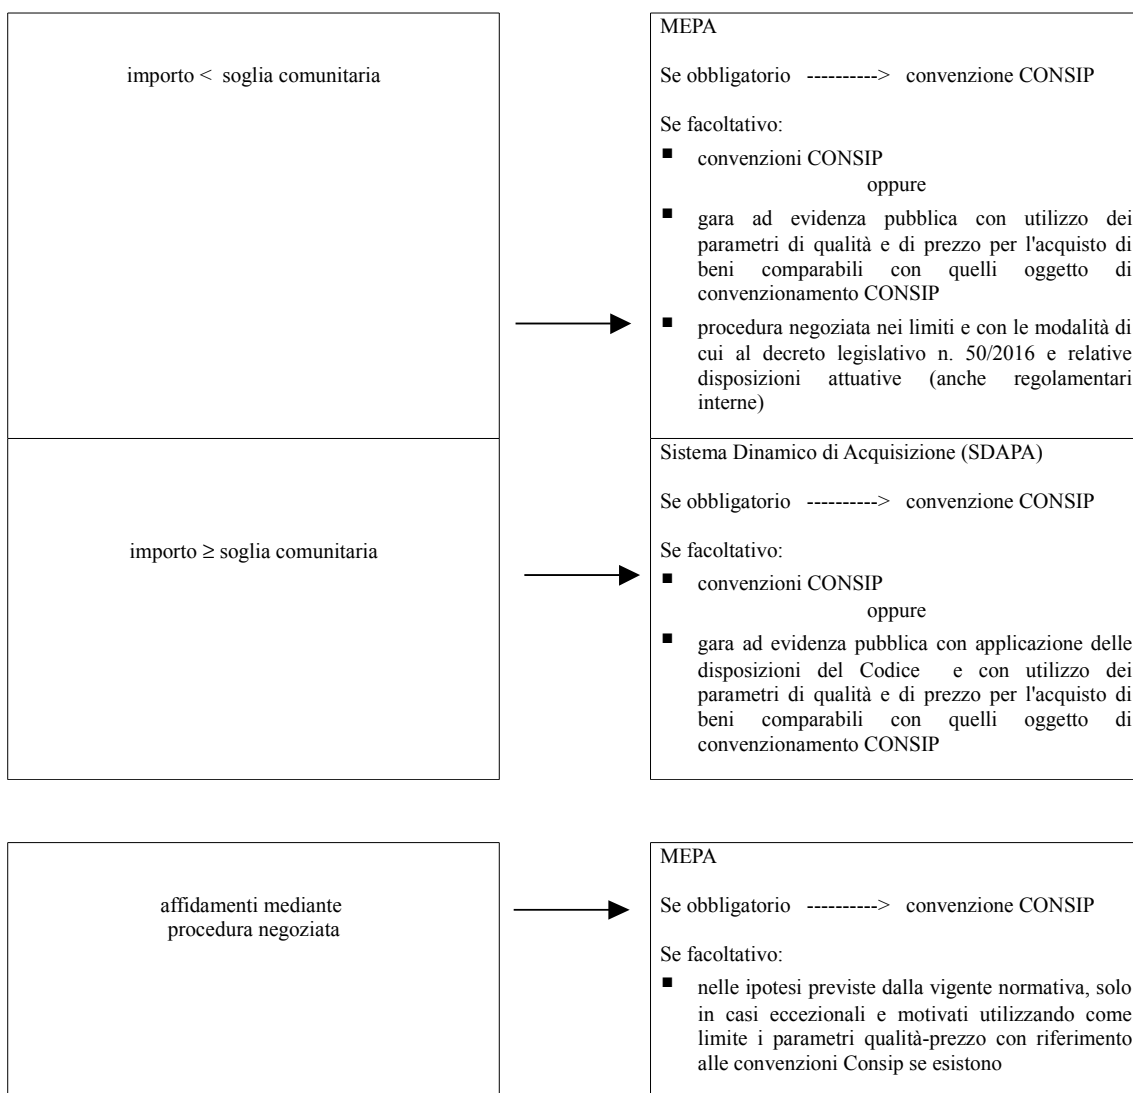 importo < soglia comunitaria
MEPA
Se obbligatorio ----------> convenzione CONSIP
Se facoltativo:
▪ convenzioni CONSIP
oppure
▪ gara ad evidenza pubblica con utilizzo dei
parametri di qualità e di prezzo per l'acquisto di
beni comparabili con quelli oggetto di
convenzionamento CONSIP
▪ procedura negoziata nei limiti e con le modalità di
cui al decreto legislativo n. 50/2016 e relative
disposizioni attuative (anche regolamentari
interne)
importo ≥ soglia comunitaria
Sistema Dinamico di Acquisizione (SDAPA)
Se obbligatorio ----------> convenzione CONSIP
Se facoltativo:
▪ convenzioni CONSIP
oppure
▪ gara ad evidenza pubblica con applicazione delle
disposizioni del Codice e con utilizzo dei
parametri di qualità e di prezzo per l'acquisto di
beni comparabili con quelli oggetto di
convenzionamento CONSIP
affidamenti mediante
procedura negoziata
MEPA
Se obbligatorio ----------> convenzione CONSIP
Se facoltativo:
▪ nelle ipotesi previste dalla vigente normativa, solo
in casi eccezionali e motivati utilizzando come
limite i parametri qualità-prezzo con riferimento
alle convenzioni Consip se esistono